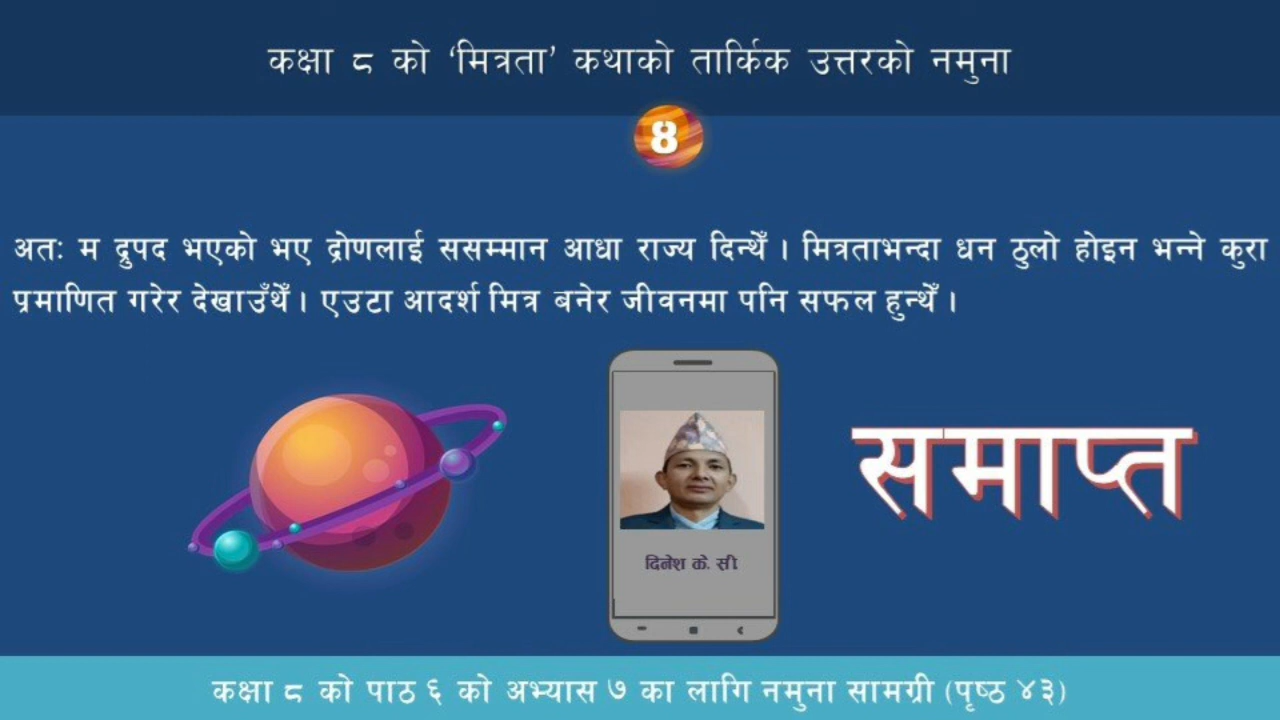 कक्षा ८ को ‘मित्रता’ कथाको तार्किक उत्तरको नमुना
8
अतः म द्रुपद भएको भए द्रोणलाई ससम्मान आधा राज्य दिन्थेँ । मित्रताभन्दा धन ठुलो होइन भन्ने कुरा
प्रमाणित गरेर देखाउँथेँ । एउटा आदर्श मित्र बनेर जीवनमा पनि सफल हुन्थेँ ।
समाप्त
दिनेश के. सी.
कक्षा ८ को पाठ ६ को अभ्यास ७ का लागि नमुना सामग्री (पृष्ठ ४३)